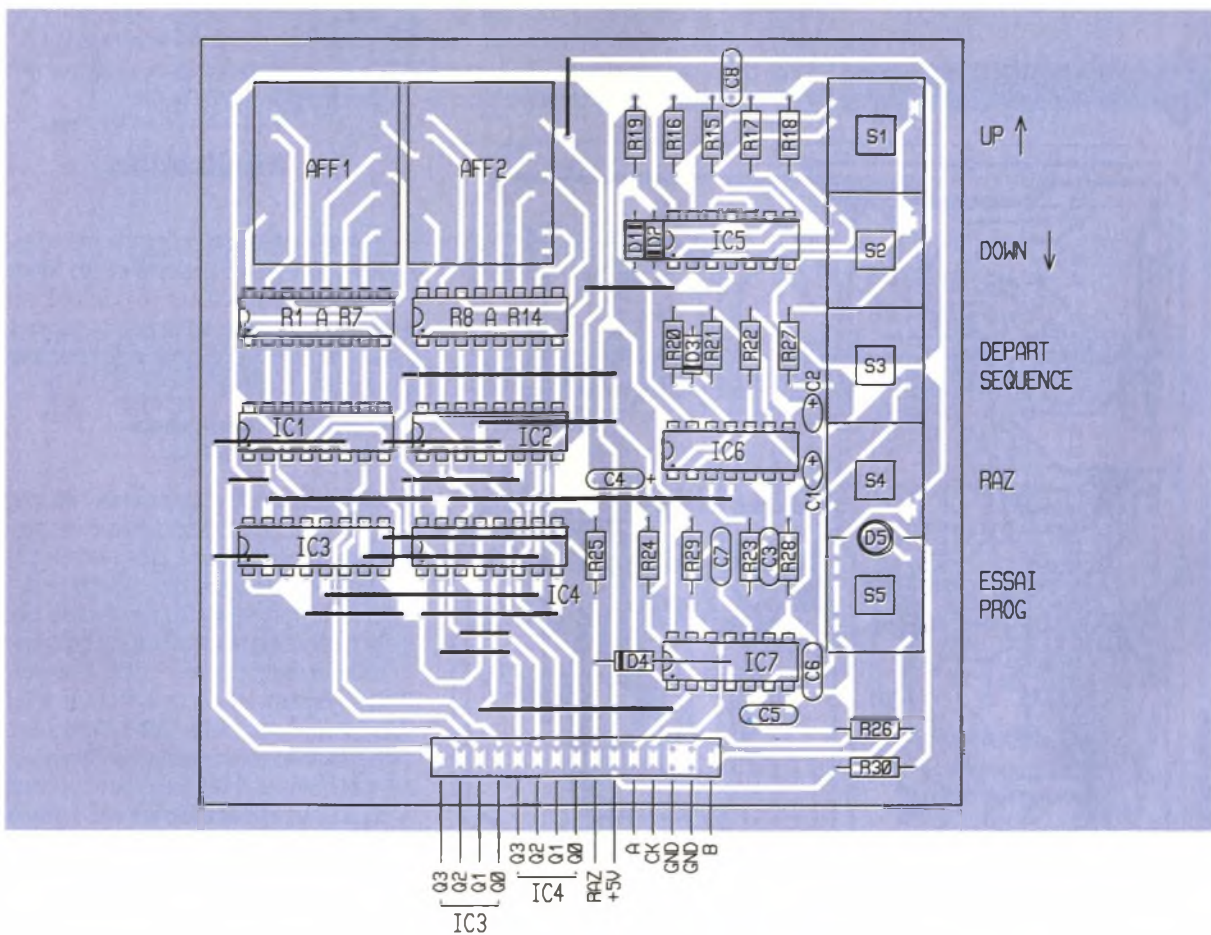 C8
R19 R16 R15 R17 R18
S1
UP ↑
AFF1 AFF2
D1 D2 IC5
S2
DOWN ↓
R1 A R7 R8 A R14
R20 D3 R21 R22 R27
S3
DEPART
SEQUENCE
C2
IC1 IC2 IC6
C4 +
C1
S4
RAZ
IC3
R25 R24 R29 C7 R23 C3 R28
D5
IC4
S5
ESSAI
PROG
D4 IC7
C6
C5
R26
R30
Q3 Q2 Q1 Q0 Q3 Q2 Q1 Q0 RAZ +5V A CK GND GND B
IC3 IC4